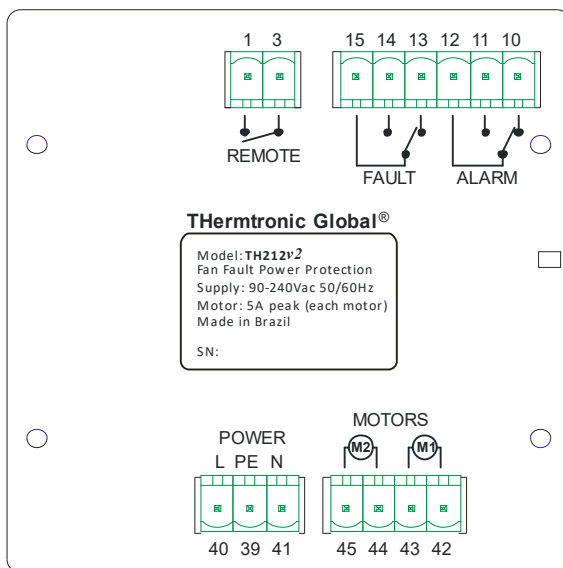 1 3 15 14 13 12 11 10
REMOTE
FAULT ALARM
THermtronic Global®
Model: TH212v2
Fan Fault Power Protection
Supply: 90-240Vac 50/60Hz
Motor: 5A peak (each motor)
Made in Brazil
SN:
MOTORS
POWER
M2 M1
L PE N
40 39 41 45 44 43 42